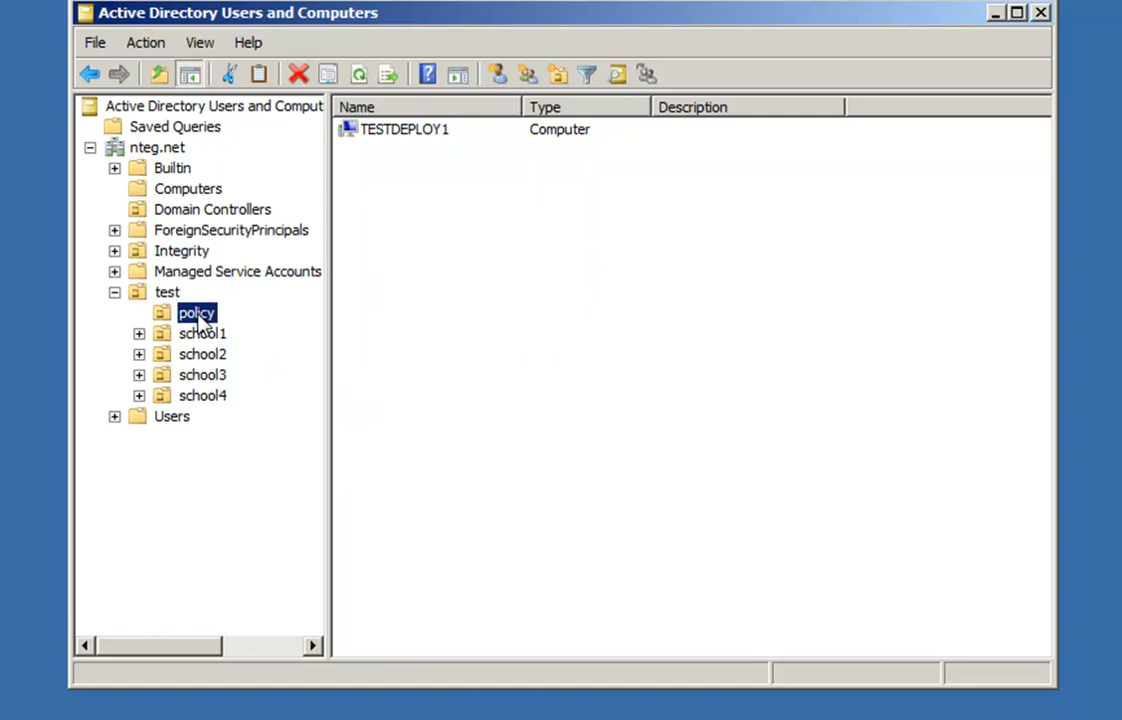 Active Directory Users and Computers
File Action View Help
Name Type Description
Active Directory Users and Comput
Saved Queries
nteg.net
Builtin
Computers
Domain Controllers
ForeignSecurityPrincipals
Integrity
Managed Service Accounts
test
policy
school1
school2
school3
school4
Users
TESTDEPLOY1 Computer